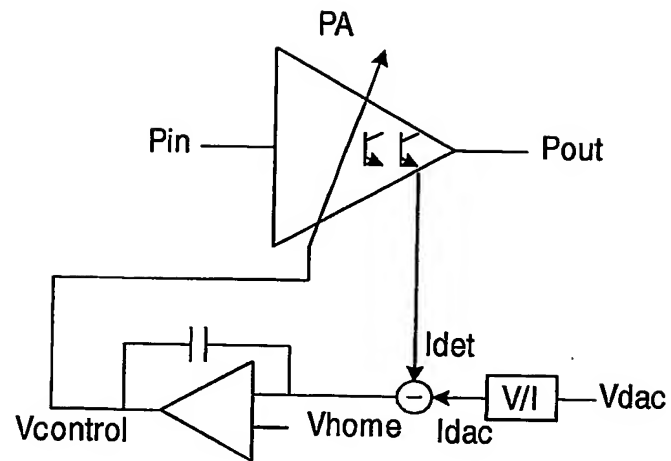 PA
Pin
Pout
Idet
−
V/I
Vdac
Vcontrol
Vhome
Idac